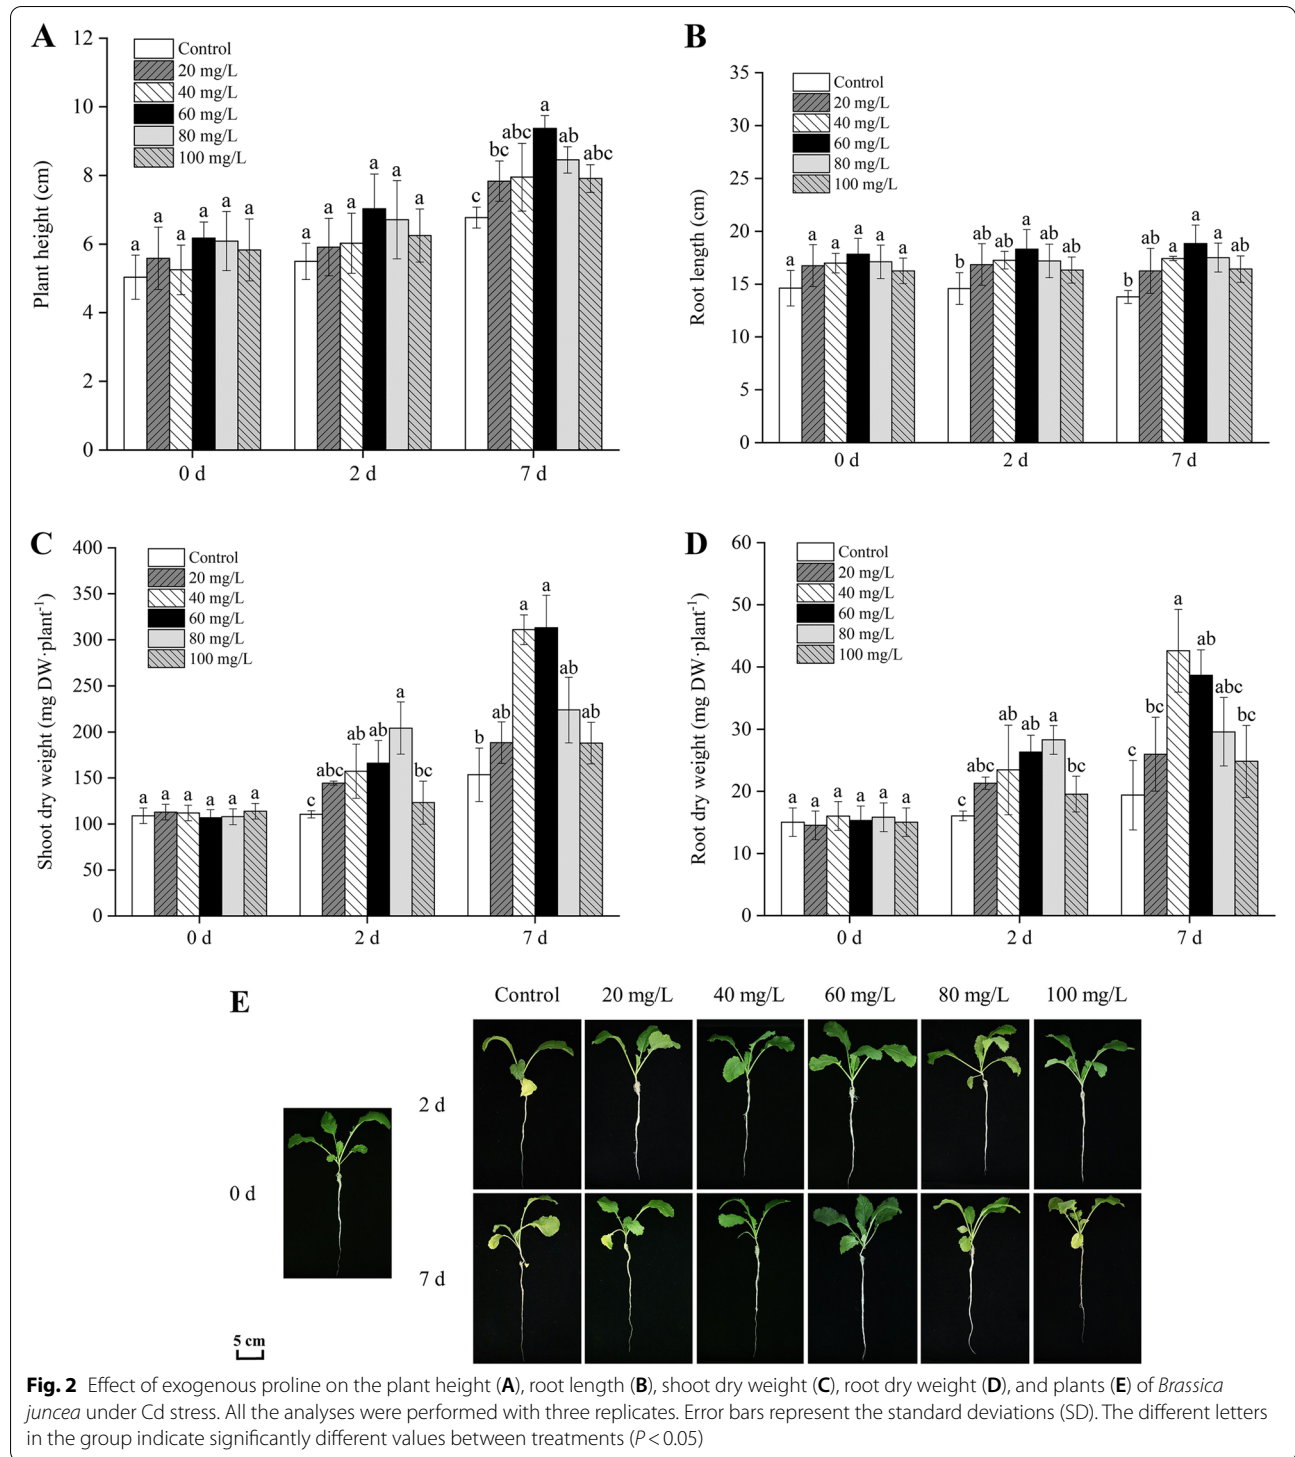 A
Plant height (cm)
12
10
8
6
4
2
0
Control
20 mg/L
40 mg/L
60 mg/L
80 mg/L
100 mg/L
a a a a a a
a a a a a a
c bc abc a ab abc
0 d 2 d 7 d
B
Root length (cm)
35
30
25
20
15
10
5
0
Control
20 mg/L
40 mg/L
60 mg/L
80 mg/L
100 mg/L
a a a a a a
b ab ab a ab ab
b ab a a a ab
0 d 2 d 7 d
C
Shoot dry weight (mg DW·plant⁻¹)
400
350
300
250
200
150
100
50
0
Control
20 mg/L
40 mg/L
60 mg/L
80 mg/L
100 mg/L
a a a a a a
c abc ab ab a bc
b ab a a ab ab
0 d 2 d 7 d
D
Root dry weight (mg DW·plant⁻¹)
60
50
40
30
20
10
0
Control
20 mg/L
40 mg/L
60 mg/L
80 mg/L
100 mg/L
a a a a a a
c abc ab ab a bc
c bc a ab abc bc
0 d 2 d 7 d
E
Control 20 mg/L 40 mg/L 60 mg/L 80 mg/L 100 mg/L
2 d
0 d
7 d
5 cm
Fig. 2 Effect of exogenous proline on the plant height (A), root length (B), shoot dry weight (C), root dry weight (D), and plants (E) of Brassica
juncea under Cd stress. All the analyses were performed with three replicates. Error bars represent the standard deviations (SD). The different letters
in the group indicate significantly different values between treatments (P < 0.05)